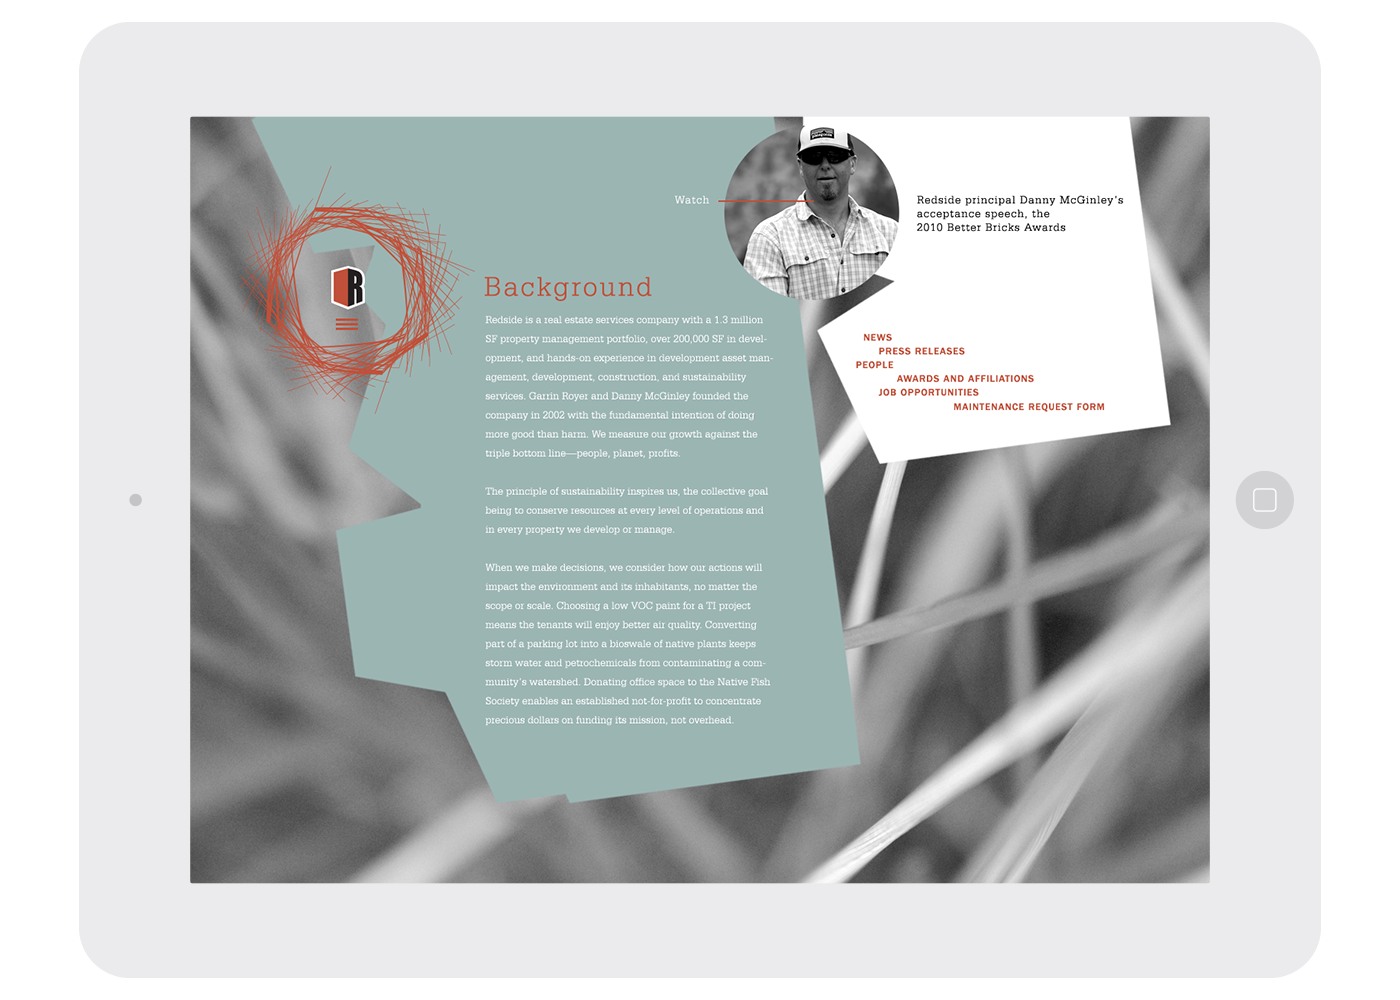 Watch
Redside principal Danny McGinley's
acceptance speech, the
2010 Better Bricks Awards
R
Background
Redside is a real estate services company with a 1.3 million
SF property management portfolio, over 200,000 SF in devel-
opment, and hands-on experience in development asset man-
agement, development, construction, and sustainability
services. Garrin Royer and Danny McGinley founded the
company in 2002 with the fundamental intention of doing
more good than harm. We measure our growth against the
triple bottom line—people, planet, profits.
The principle of sustainability inspires us, the collective goal
being to conserve resources at every level of operations and
in every property we develop or manage.
When we make decisions, we consider how our actions will
impact the environment and its inhabitants, no matter the
scope or scale. Choosing a low VOC paint for a TI project
means the tenants will enjoy better air quality. Converting
part of a parking lot into a bioswale of native plants keeps
storm water and petrochemicals from contaminating a com-
munity's watershed. Donating office space to the Native Fish
Society enables an established not-for-profit to concentrate
precious dollars on funding its mission, not overhead.
NEWS
PRESS RELEASES
PEOPLE
AWARDS AND AFFILIATIONS
JOB OPPORTUNITIES
MAINTENANCE REQUEST FORM